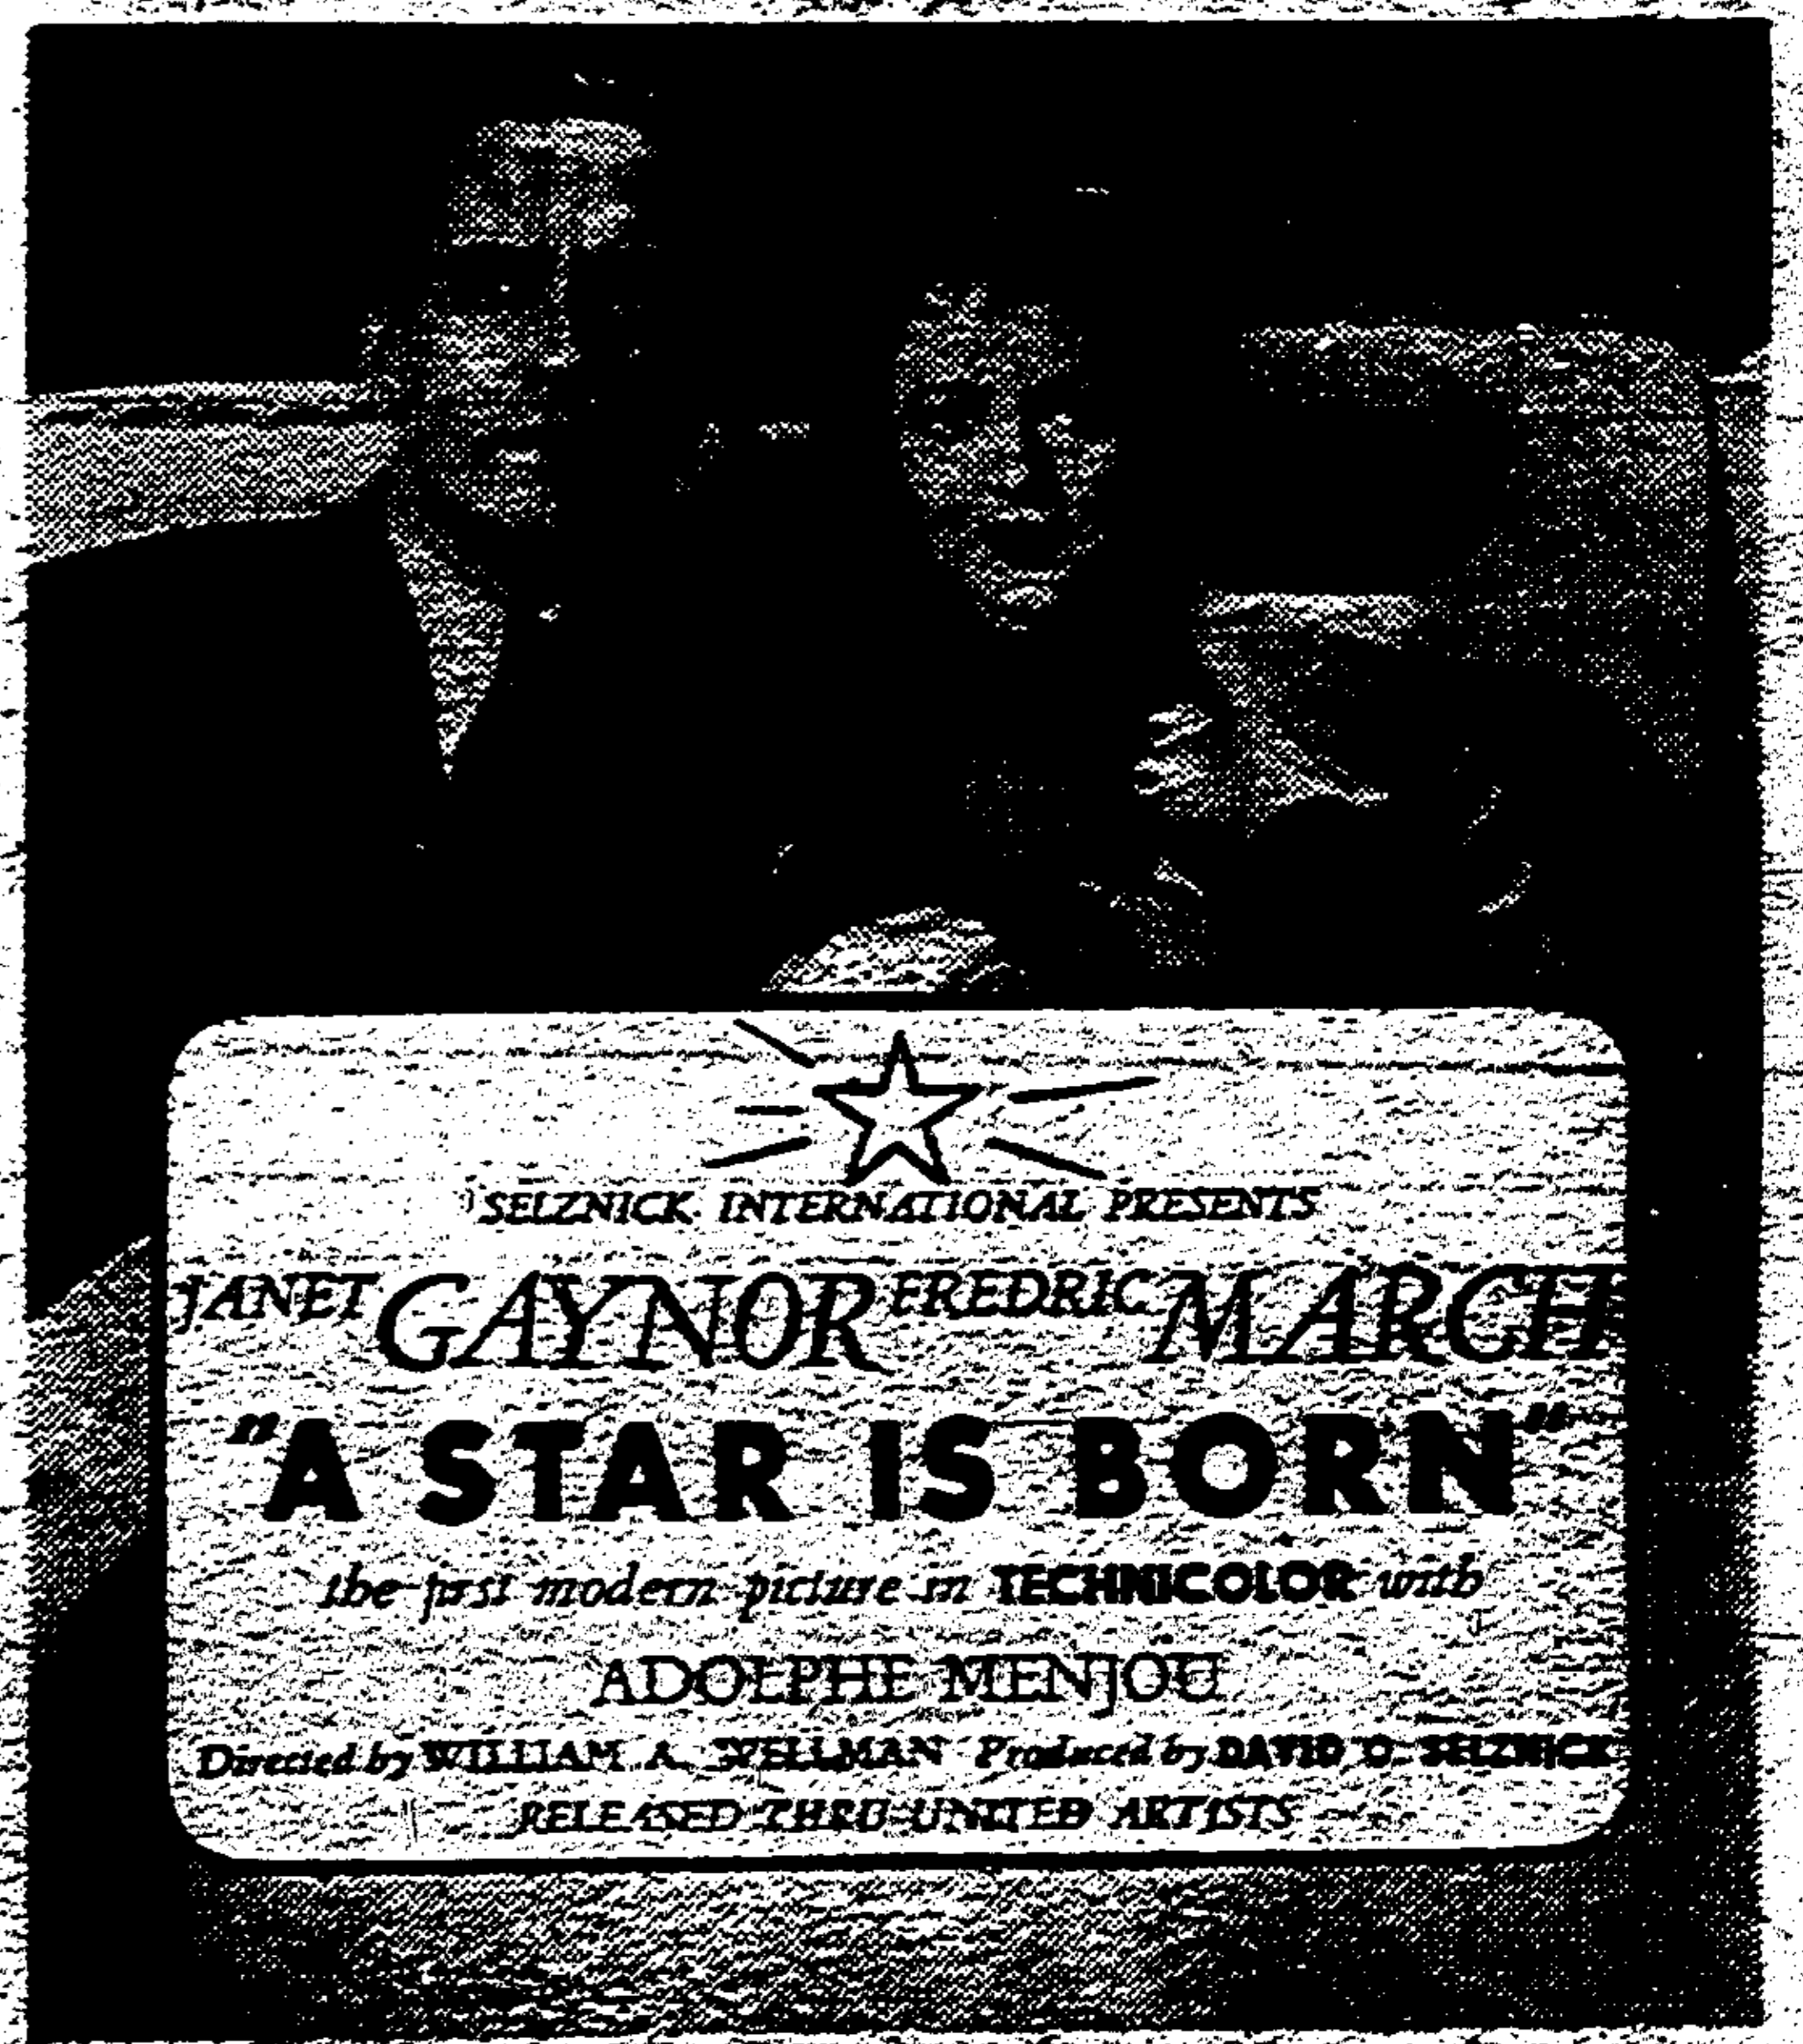 SELZNICK INTERNATIONAL PRESENTS
JANET GAYNOR FREDRIC MARCH
"A STAR IS BORN"
the first modern picture in TECHNICOLOR with
ADOLPHE MENJOU
Directed by WILLIAM A. WELLMAN Produced by DAVID O. SELZNICK
RELEASED THRU UNITED ARTISTS